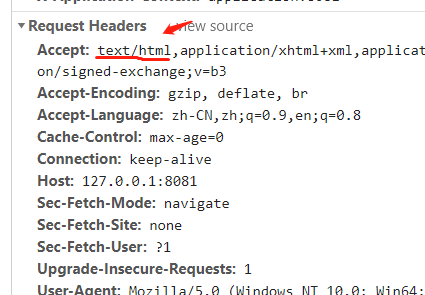 Request Headers view source
Accept: text/html,application/xhtml+xml,applicat
on/signed-exchange;v=b3
Accept-Encoding: gzip, deflate, br
Accept-Language: zh-CN,zh;q=0.9,en;q=0.8
Cache-Control: max-age=0
Connection: keep-alive
Host: 127.0.0.1:8081
Sec-Fetch-Mode: navigate
Sec-Fetch-Site: none
Sec-Fetch-User: ?1
Upgrade-Insecure-Requests: 1
User-Agent: Mozilla/5.0 (Windows NT 10.0; Win64;